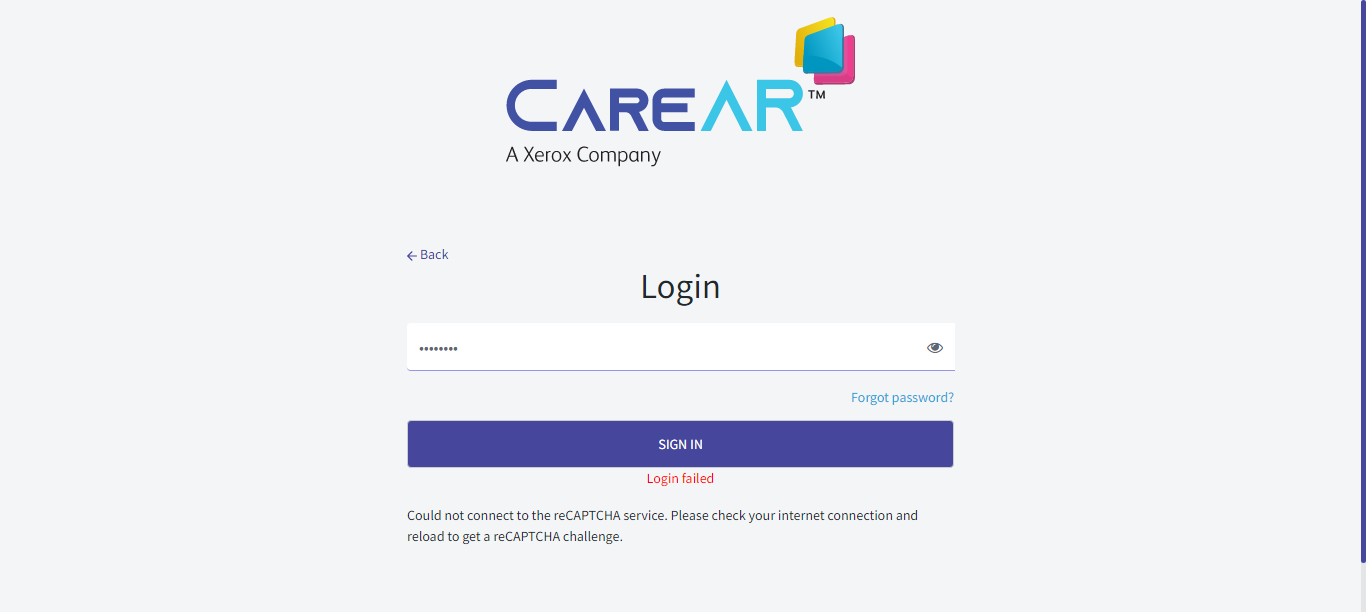 CAREAR™
A Xerox Company
Back
Login
••••••••
Forgot password?
SIGN IN
Login failed
Could not connect to the reCAPTCHA service. Please check your internet connection and
reload to get a reCAPTCHA challenge.